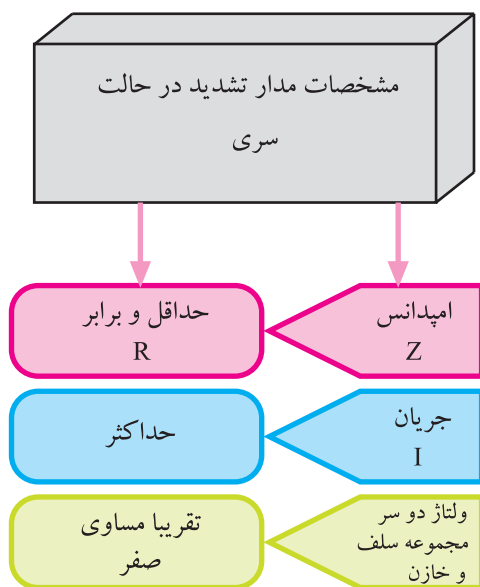 مشخصات مدار تشدید در حالت
سری
امپدانس
Z
حداقل و برابر
R
جریان
I
حداکثر
ولتاژ دو سر
مجموعه سلف
و خازن
تقریبا مساوی
صفر